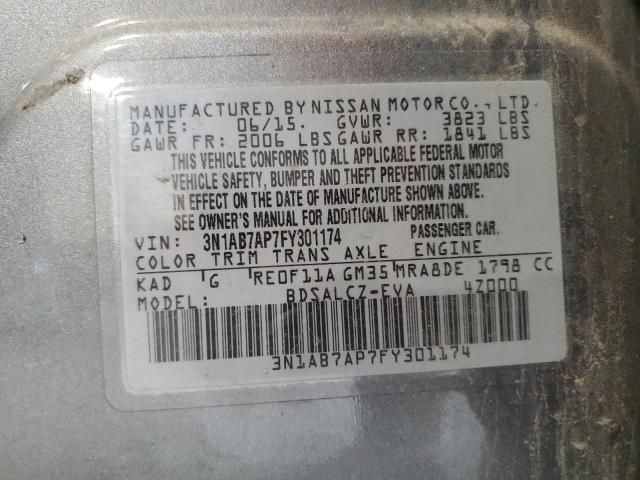 MANUFACTURED BY NISSAN MOTOR CO., LTD.
DATE: 06/15. GVWR: 3823 LBS
GAWR FR: 2006 LBS GAWR RR: 1841 LBS
THIS VEHICLE CONFORMS TO ALL APPLICABLE FEDERAL MOTOR
VEHICLE SAFETY, BUMPER AND THEFT PREVENTION STANDARDS
IN EFFECT ON THE DATE OF MANUFACTURE SHOWN ABOVE.
SEE OWNER'S MANUAL FOR ADDITIONAL INFORMATION.
VIN: 3N1AB7AP7FY301174 PASSENGER CAR.
COLOR TRIM TRANS AXLE ENGINE
KAD G RE0F11A GM35 MRA8DE 1798 CC
MODEL: BDSALCZ-EVA 4Z000
3N1AB7AP7FY301174